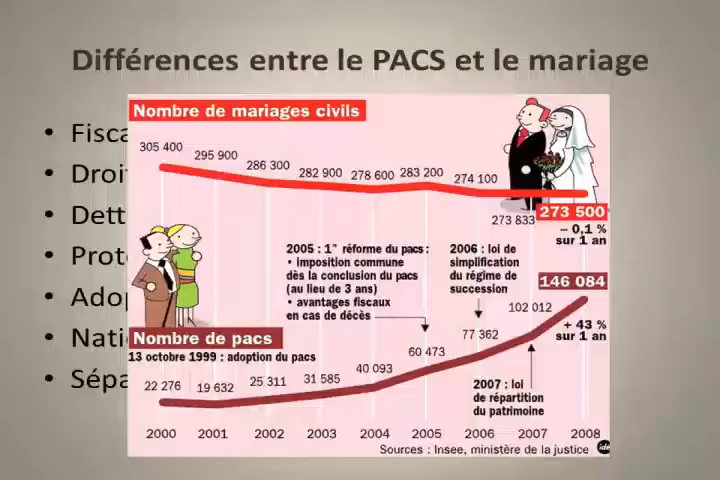 Différences entre le PACS et le mariage
• Fisca
• Droi
• Dett
• Prot
• Ado
• Nati
• Sépa
Nombre de mariages civils
305 400
295 900
286 300
282 900
278 600
283 200
274 100
273 833
273 500
– 0,1 %
sur 1 an
2005 : 1re réforme du pacs :
• imposition commune
dès la conclusion du pacs
(au lieu de 3 ans)
• avantages fiscaux
en cas de décès
2006 : loi de
simplification
du régime de
succession
146 084
+ 43 %
sur 1 an
Nombre de pacs
13 octobre 1999 : adoption du pacs
22 276
19 632
25 311
31 585
40 093
60 473
77 362
102 012
2007 : loi
de répartition
du patrimoine
2000 2001 2002 2003 2004 2005 2006 2007 2008
Sources : Insee, ministère de la justice
idé